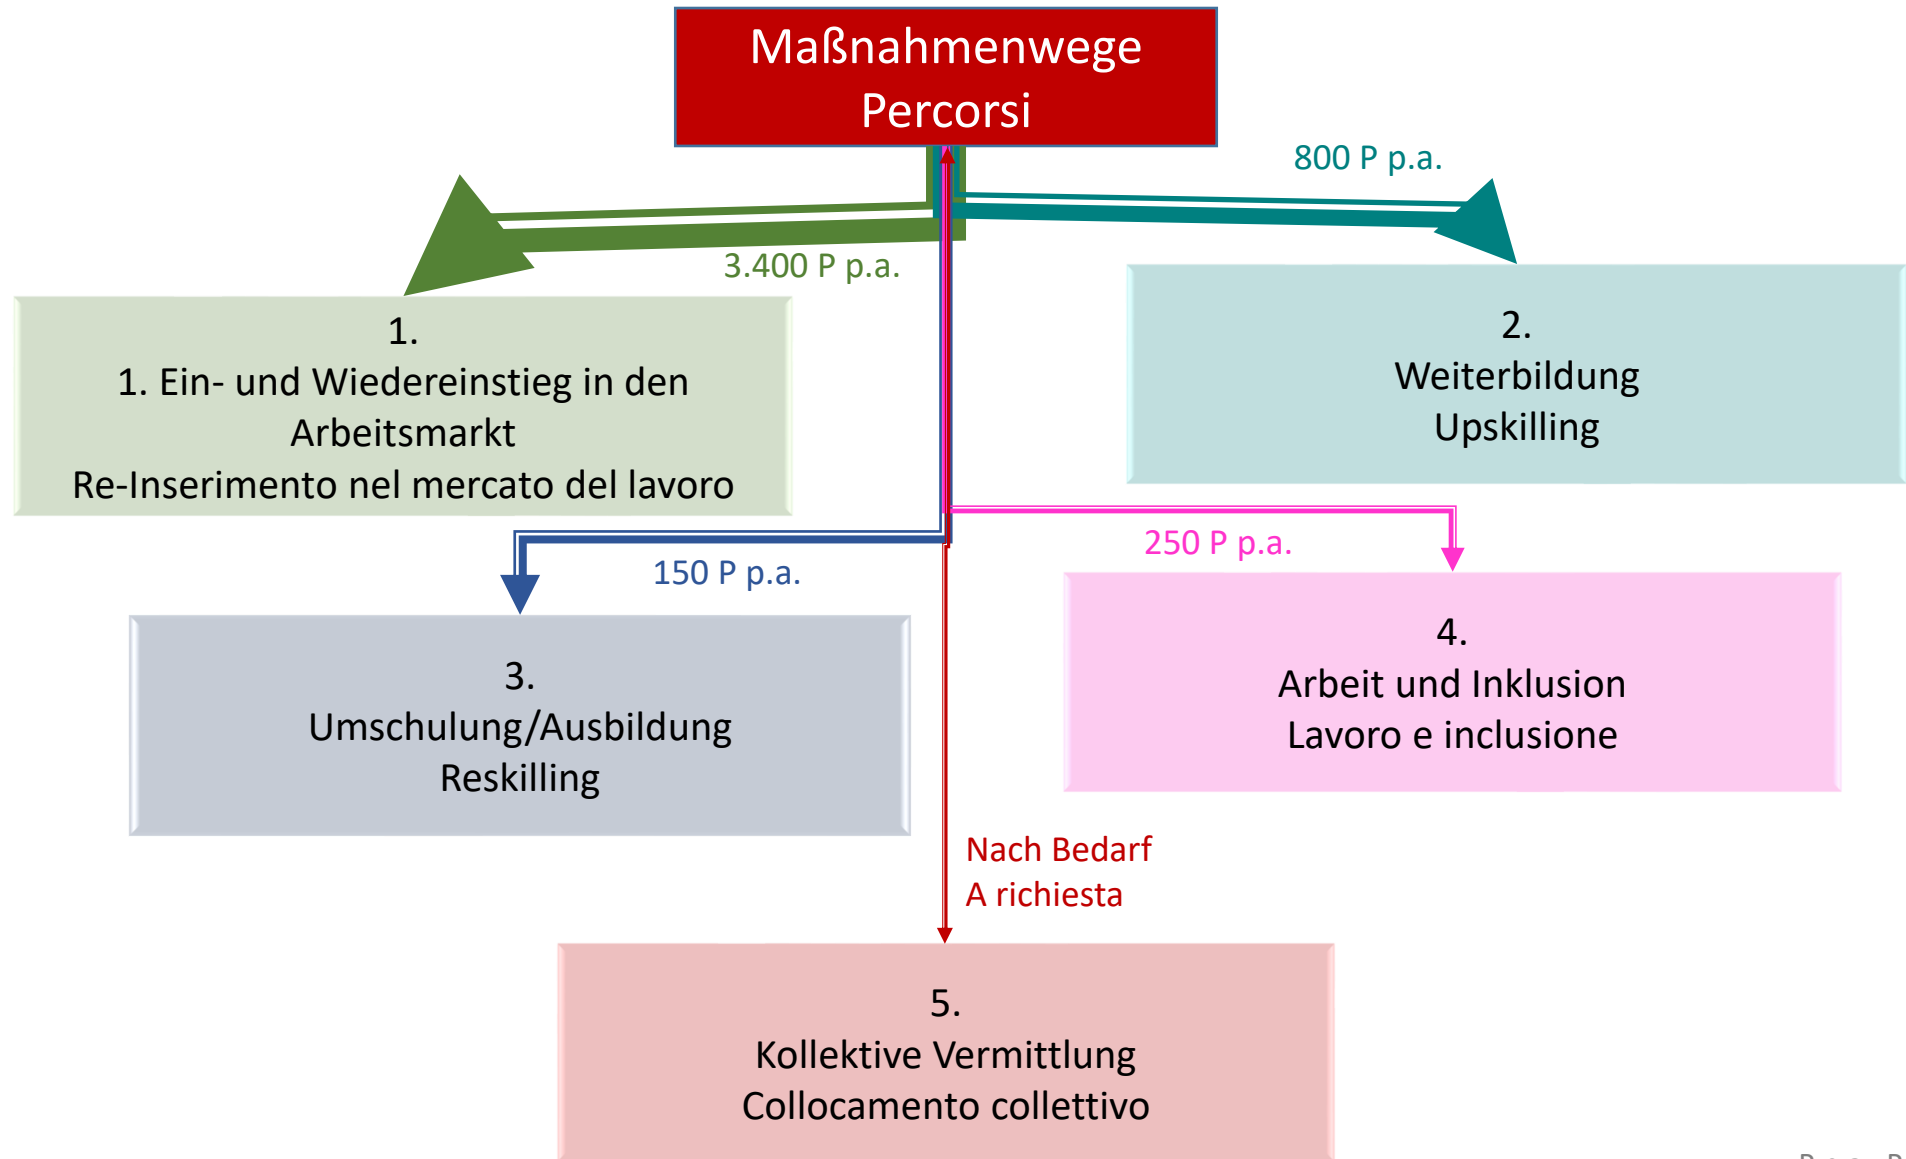 Maßnahmenwege
Percorsi
800 P p.a.
3.400 P p.a.
1.
1. Ein- und Wiedereinstieg in den
Arbeitsmarkt
Re-Inserimento nel mercato del lavoro
2.
Weiterbildung
Upskilling
250 P p.a.
150 P p.a.
3.
Umschulung/Ausbildung
Reskilling
4.
Arbeit und Inklusion
Lavoro e inclusione
Nach Bedarf
A richiesta
5.
Kollektive Vermittlung
Collocamento collettivo